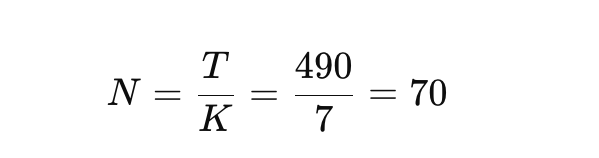 N = T/K = 490/7 = 70